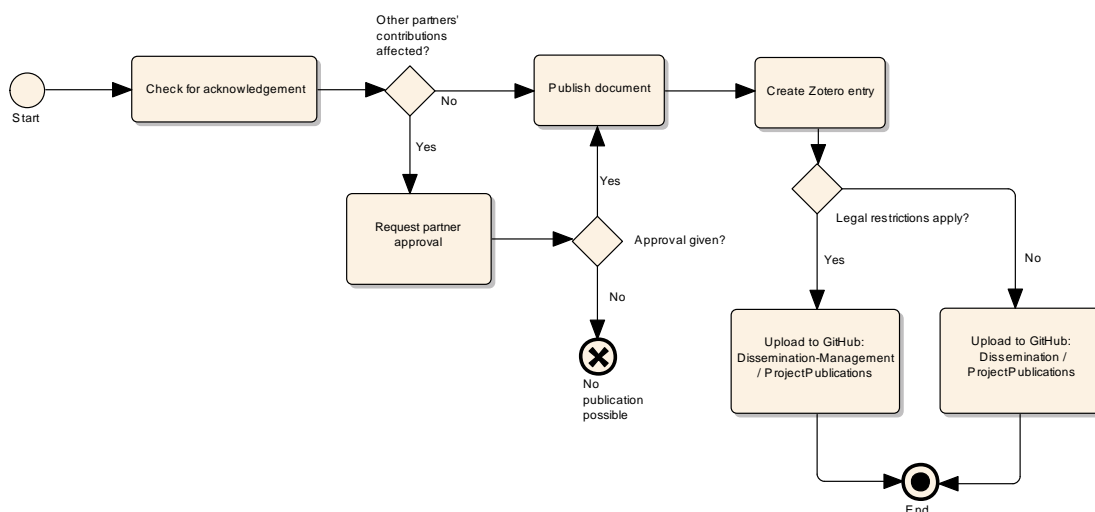 Other partners'
contributions
affected?
Start
Check for acknowledgement
No
Publish document
Create Zotero entry
Yes
Request partner
approval
Yes
Approval given?
No
No
publication
possible
Legal restrictions apply?
Yes
No
Upload to GitHub:
Dissemination-Management
/ ProjectPublications
Upload to GitHub:
Dissemination /
ProjectPublications
End